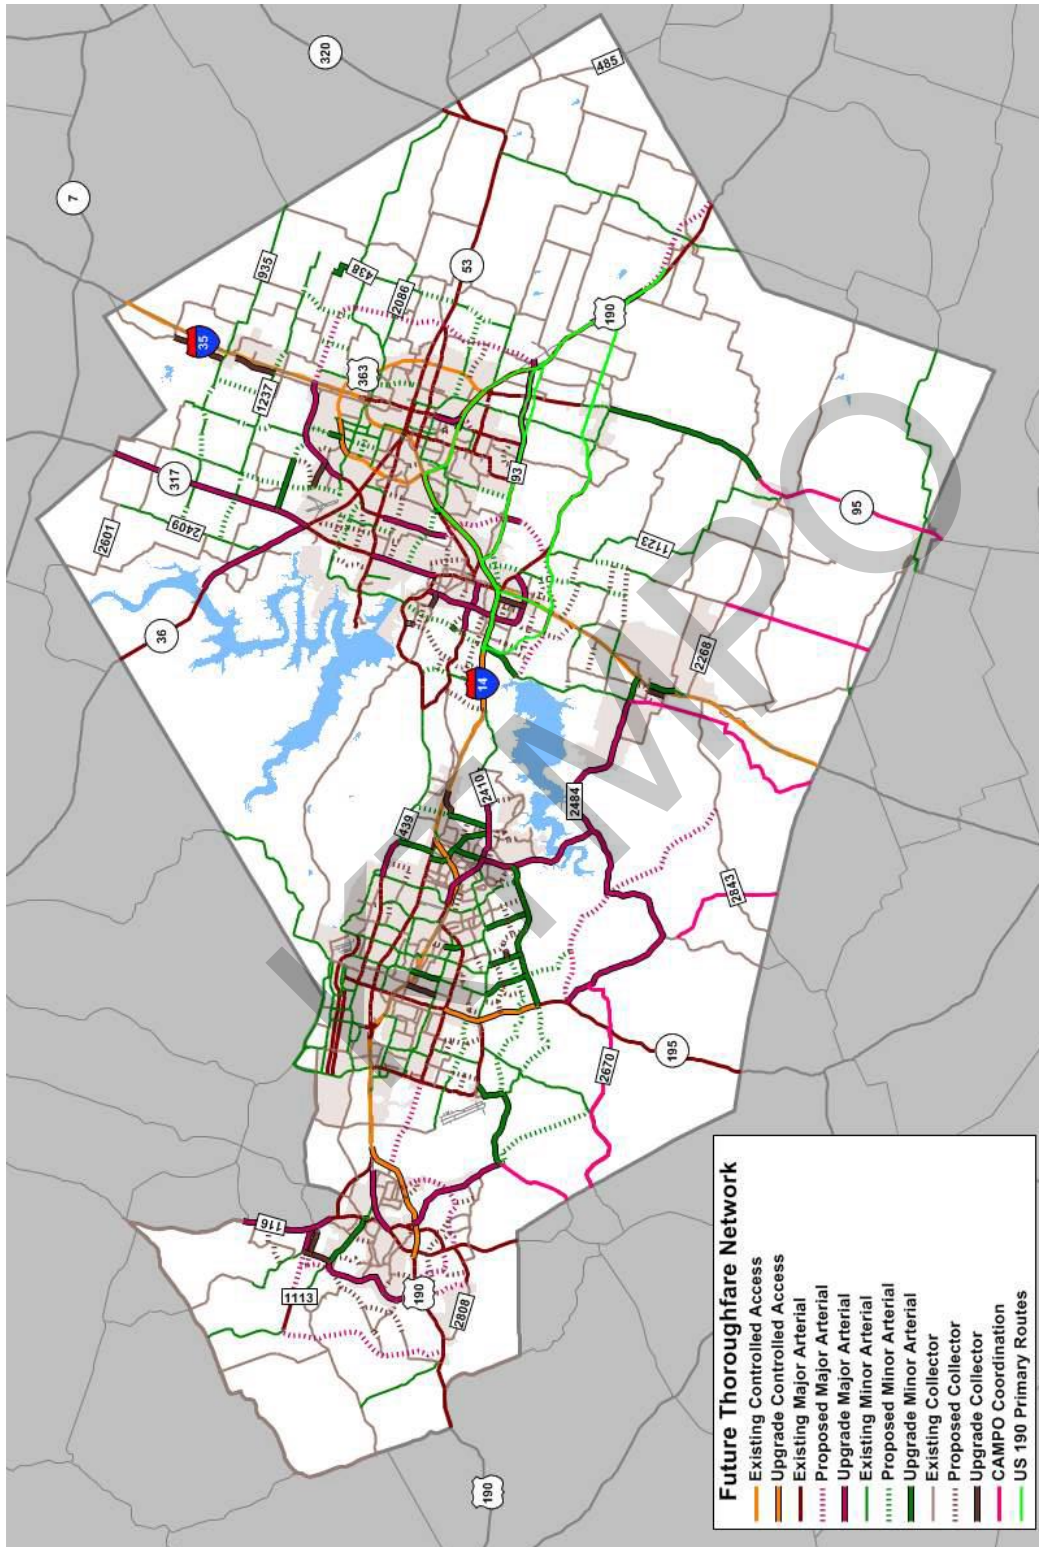 320
485
7
935
438
2086
53
35
363
190
1237
317
93
2601
2409
95
1123
36
2268
14
2410
2484
439
2843
195
2670
116
1113
190
2808
190
KTMPO
Future Thoroughfare Network
Existing Controlled Access
Upgrade Controlled Access
Existing Major Arterial
Proposed Major Arterial
Upgrade Major Arterial
Existing Minor Arterial
Proposed Minor Arterial
Upgrade Minor Arterial
Existing Collector
Proposed Collector
Upgrade Collector
CAMPO Coordination
US 190 Primary Routes